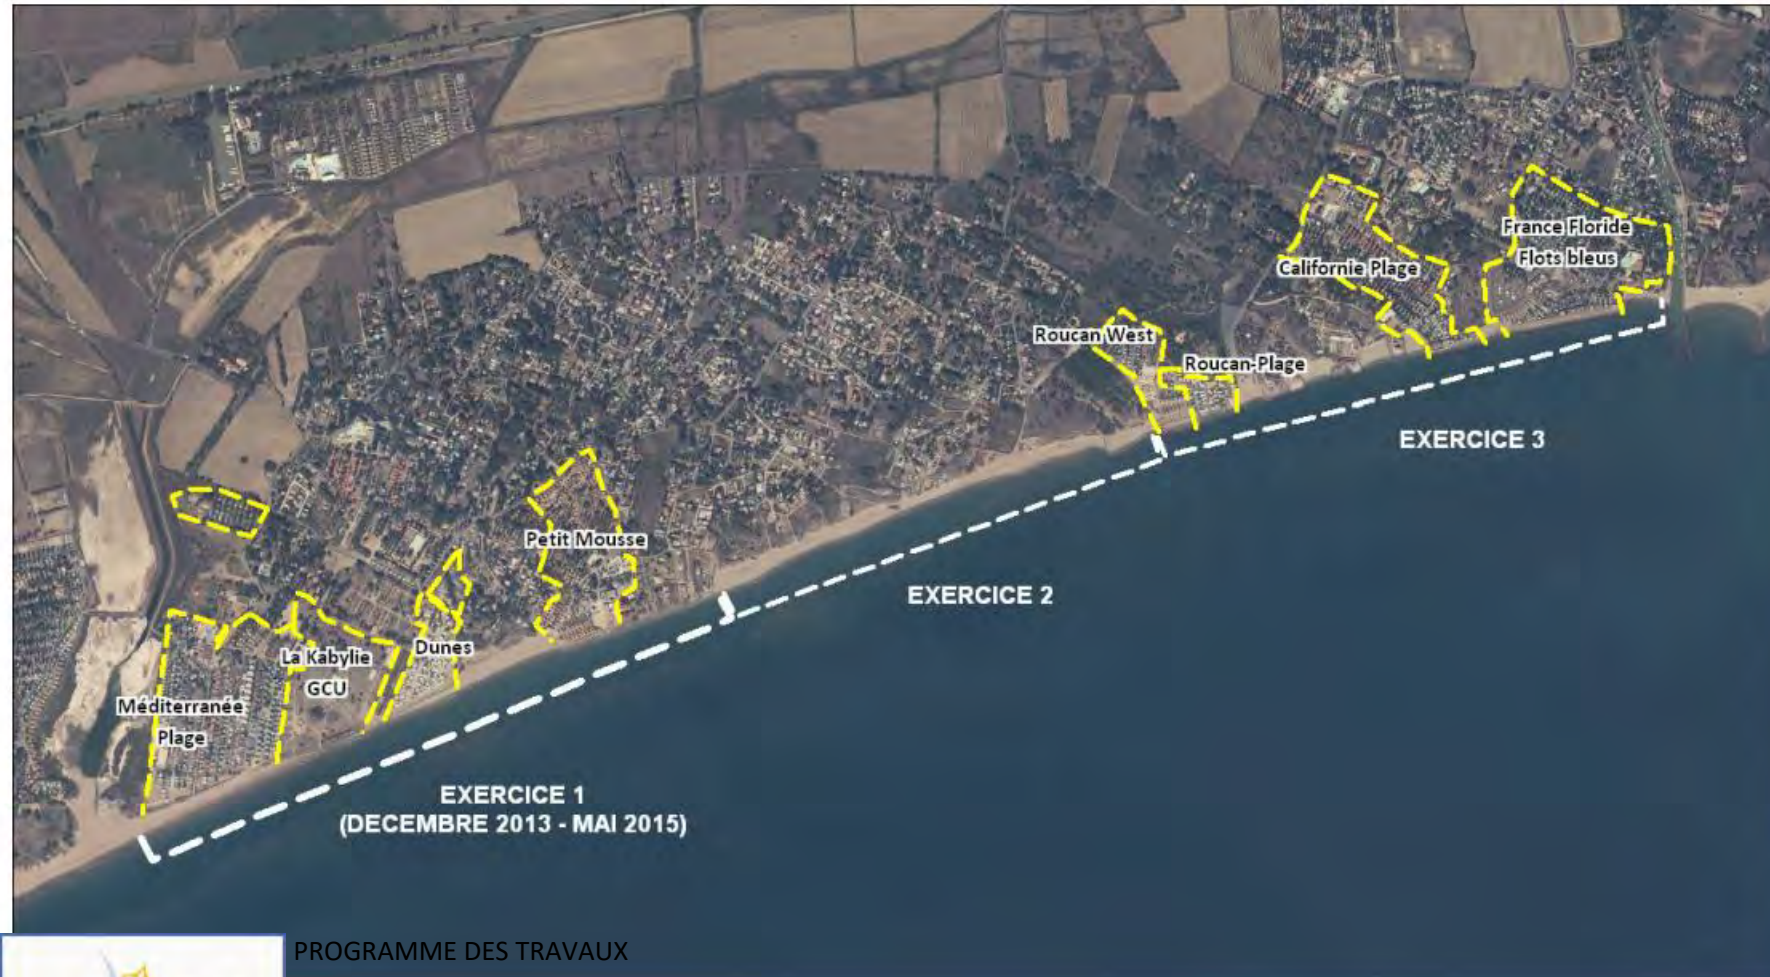 France Floride
Flots bleus
Californie Plage
Roucan West
Roucan-Plage
EXERCICE 3
Petit Mousse
EXERCICE 2
Dunes
La Kabylie
GCU
Méditerranée
Plage
EXERCICE 1
(DECEMBRE 2013 - MAI 2015)
PROGRAMME DES TRAVAUX